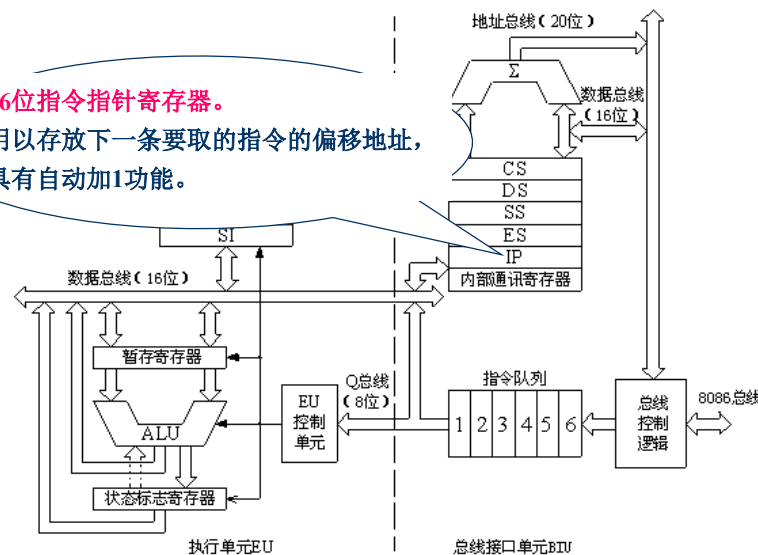 地址总线（20位）
Σ
数据总线
（16位）
6位指令指针寄存器。
用以存放下一条要取的指令的偏移地址，
具有自动加1功能。
CS
DS
SS
ES
IP
内部通讯寄存器
SI
数据总线（16位）
暂存寄存器
ALU
状态标志寄存器
EU
控制
单元
Q总线
（8位）
指令队列
1 2 3 4 5 6
总线
控制
逻辑
8086总线
执行单元EU
总线接口单元BIU